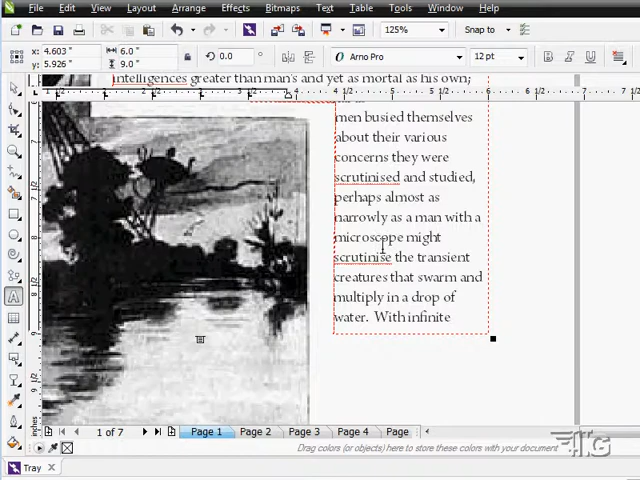 File Edit View Layout Arrange Effects Bitmaps Text Table Tools Window Help
125% Snap to
x: 4.603" 6.0" 0.0 Arno Pro 12 pt
y: 5.926" 9.0"
intelligences greater than man's and yet as mortal as his own;
men busied themselves
about their various
concerns they were
scrutinised and studied,
perhaps almost as
narrowly as a man with a
microscope might
scrutinise the transient
creatures that swarm and
multiply in a drop of
water. With infinite
1 of 7 Page 1 Page 2 Page 3 Page 4 Page
inches
Drag colors (or objects) here to store these colors with your document
Tray